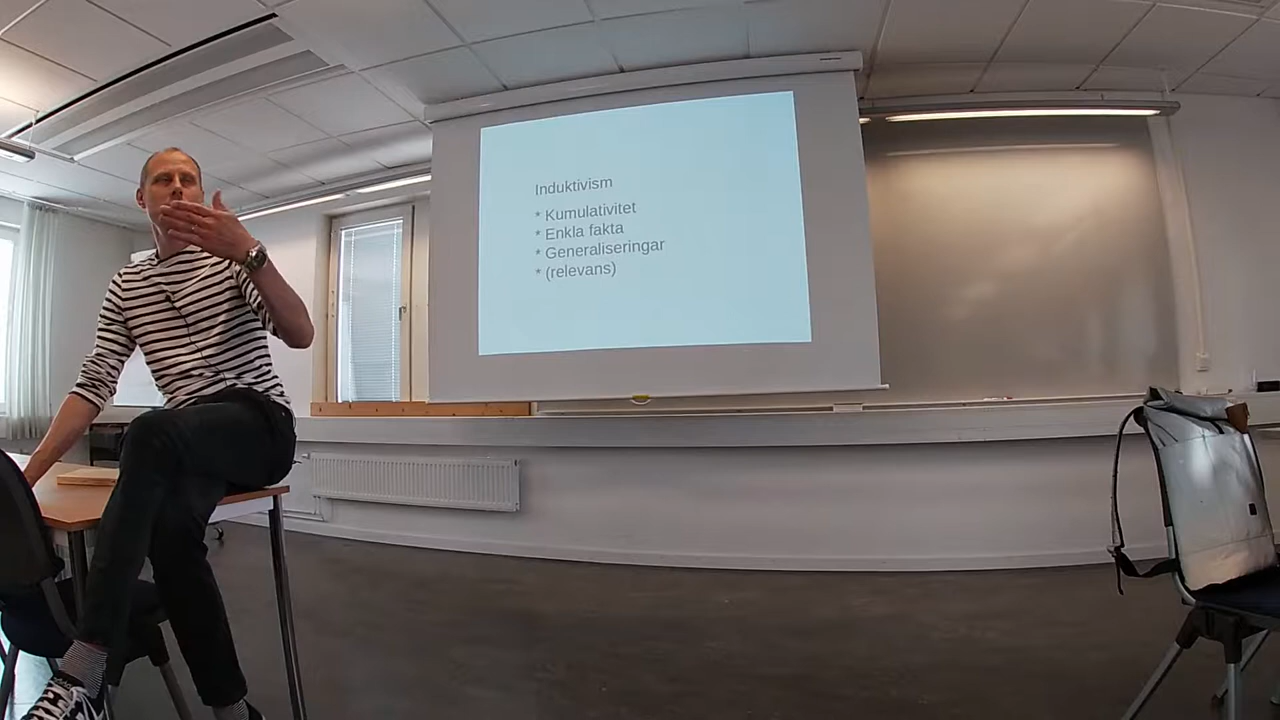 Induktivism
* Kumulativitet
* Enkla fakta
* Generaliseringar
* (relevans)